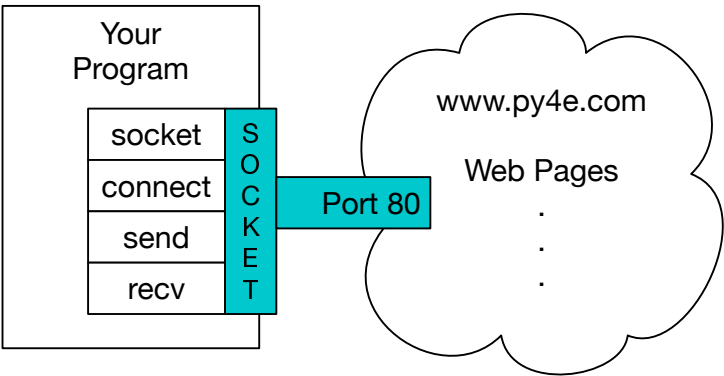 Your
Program
socket
connect
send
recv
S
O
C
K
E
T
Port 80
www.py4e.com
Web Pages
.
.
.